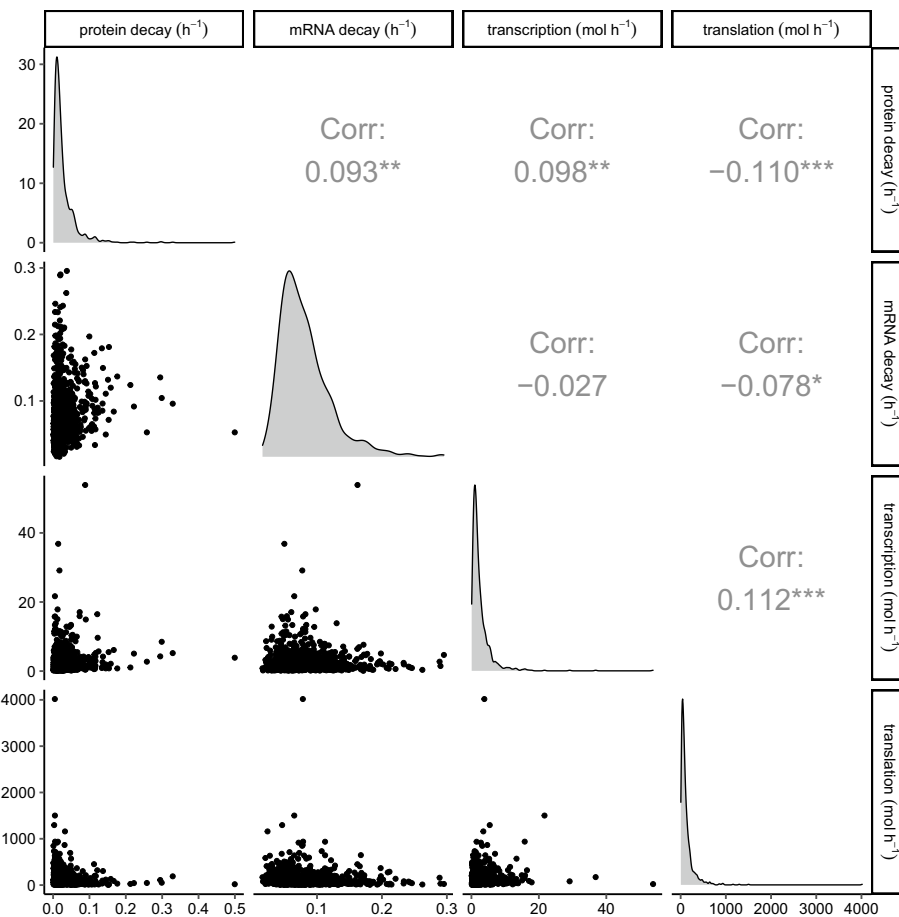 protein decay (h⁻¹) mRNA decay (h⁻¹) transcription (mol h⁻¹) translation (mol h⁻¹)
30
20
10
0
Corr:
0.093**
Corr:
0.098**
Corr:
−0.110***
protein decay (h⁻¹)
0.3
0.2
0.1
Corr:
−0.027
Corr:
−0.078*
mRNA decay (h⁻¹)
40
20
0
Corr:
0.112***
transcription (mol h⁻¹)
4000
3000
2000
1000
0
translation (mol h⁻¹)
0.0 0.1 0.2 0.3 0.4 0.5 0.1 0.2 0.3 0 20 40 0 1000 2000 3000 4000